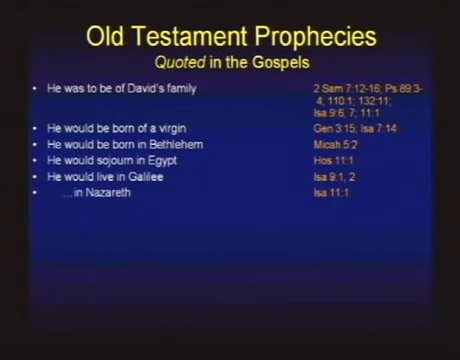 Old Testament Prophecies
Quoted in the Gospels
• He was to be of David's family 2 Sam 7:12-16; Ps 89:3-
4; 110:1; 132:11;
Isa 9:6, 7; 11:1
• He would be born of a virgin Gen 3:15; Isa 7:14
• He would be born in Bethlehem Micah 5:2
• He would sojourn in Egypt Hos 11:1
• He would live in Galilee Isa 9:1, 2
• …in Nazareth Isa 11:1